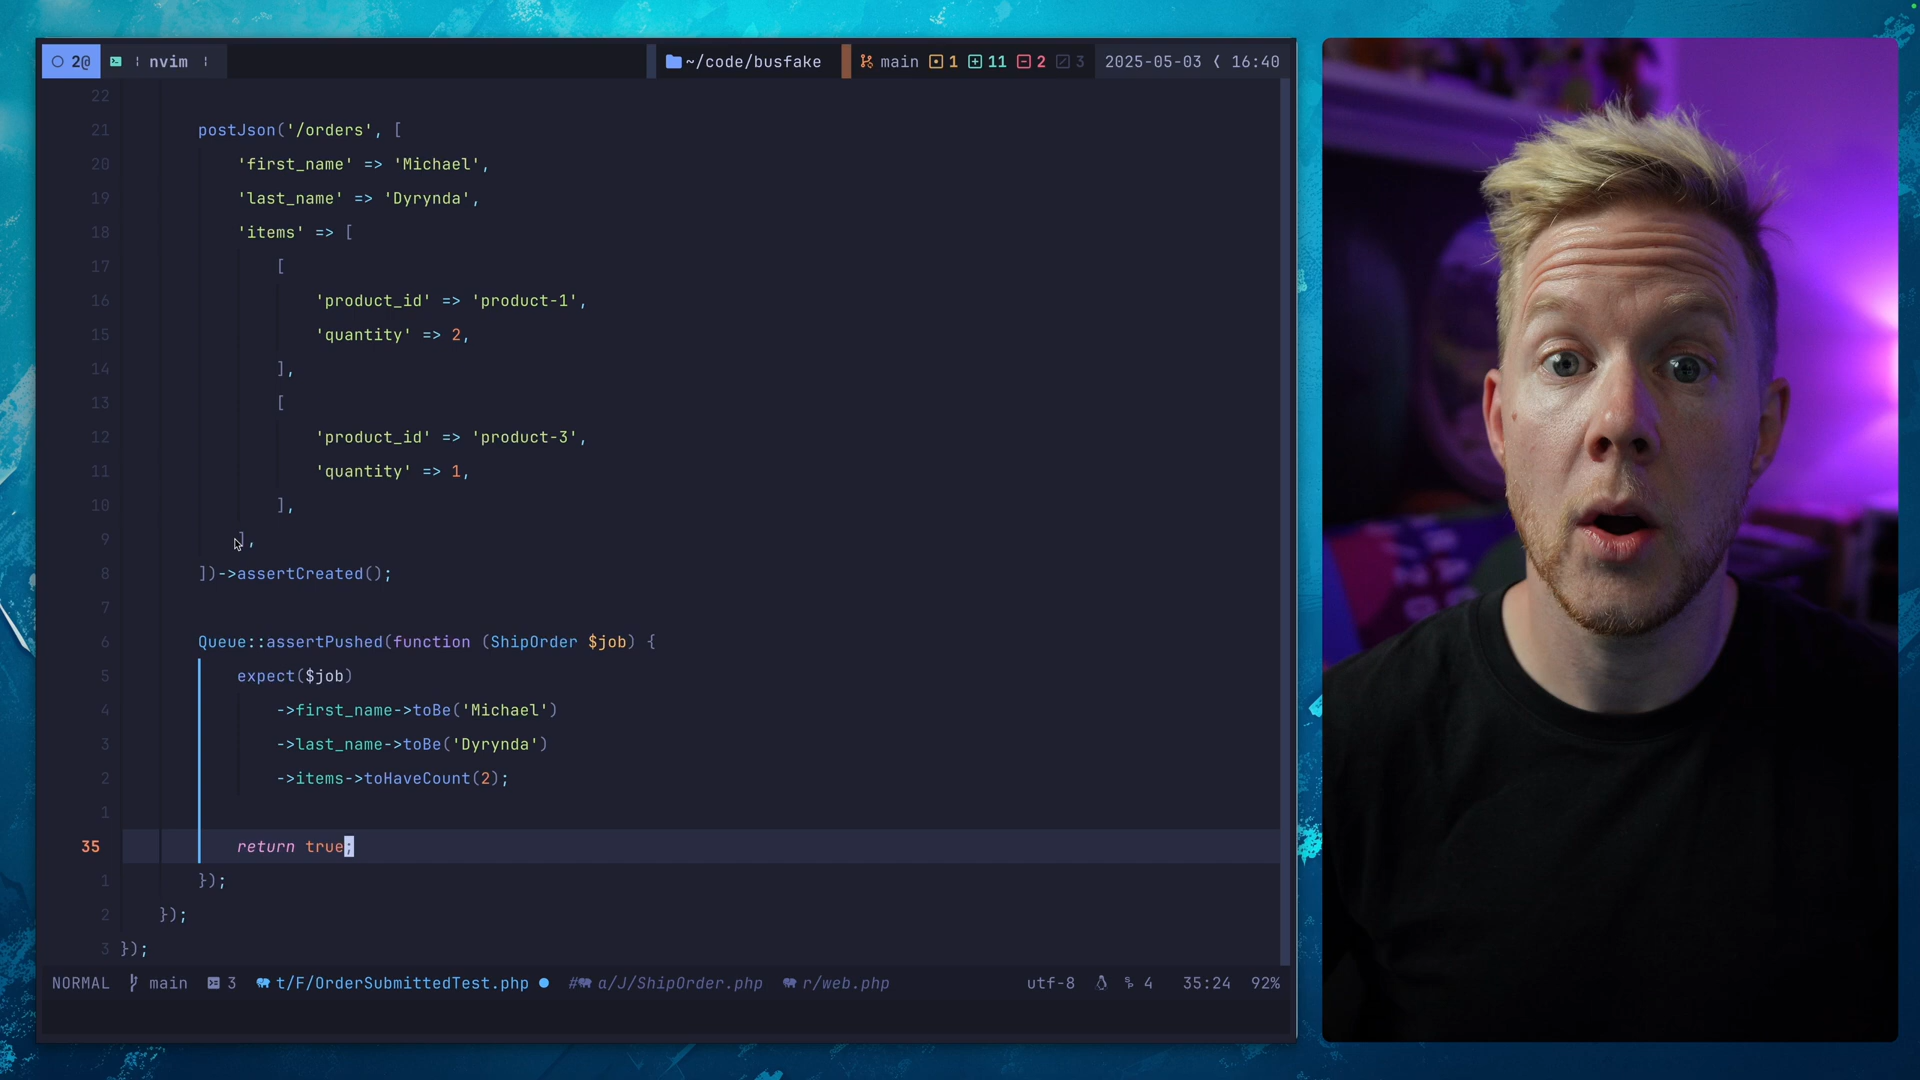 2@ nvim ~/code/busfake main 1 11 2 3 2025-05-03 16:40
22
21 postJson('/orders', [
20 'first_name' => 'Michael',
19 'last_name' => 'Dyrynda',
18 'items' => [
17 [
16 'product_id' => 'product-1',
15 'quantity' => 2,
14 ],
13 [
12 'product_id' => 'product-3',
11 'quantity' => 1,
10 ],
9 ],
8 ])->assertCreated();
7
6 Queue::assertPushed(function (ShipOrder $job) {
5 expect($job)
4 ->first_name->toBe('Michael')
3 ->last_name->toBe('Dyrynda')
2 ->items->toHaveCount(2);
1
35 return true;
1 });
2 });
3 });
NORMAL main 3 t/F/OrderSubmittedTest.php # a/J/ShipOrder.php r/web.php utf-8 4 35:24 92%